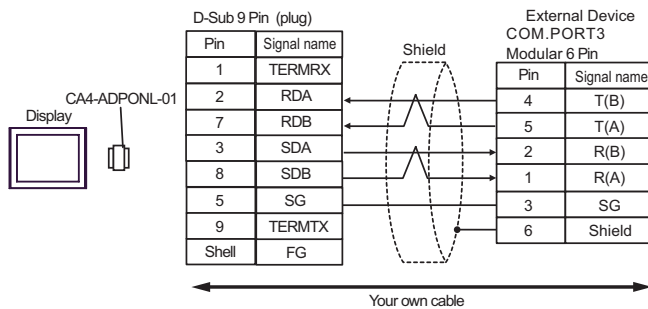 D-Sub 9 Pin (plug)
Pin Signal name
1 TERMRX
2 RDA
7 RDB
3 SDA
8 SDB
5 SG
9 TERMTX
Shell FG
Shield
External Device
COM.PORT3
Modular 6 Pin
Pin Signal name
4 T(B)
5 T(A)
2 R(B)
1 R(A)
3 SG
6 Shield
CA4-ADPONL-01
Display
Your own cable